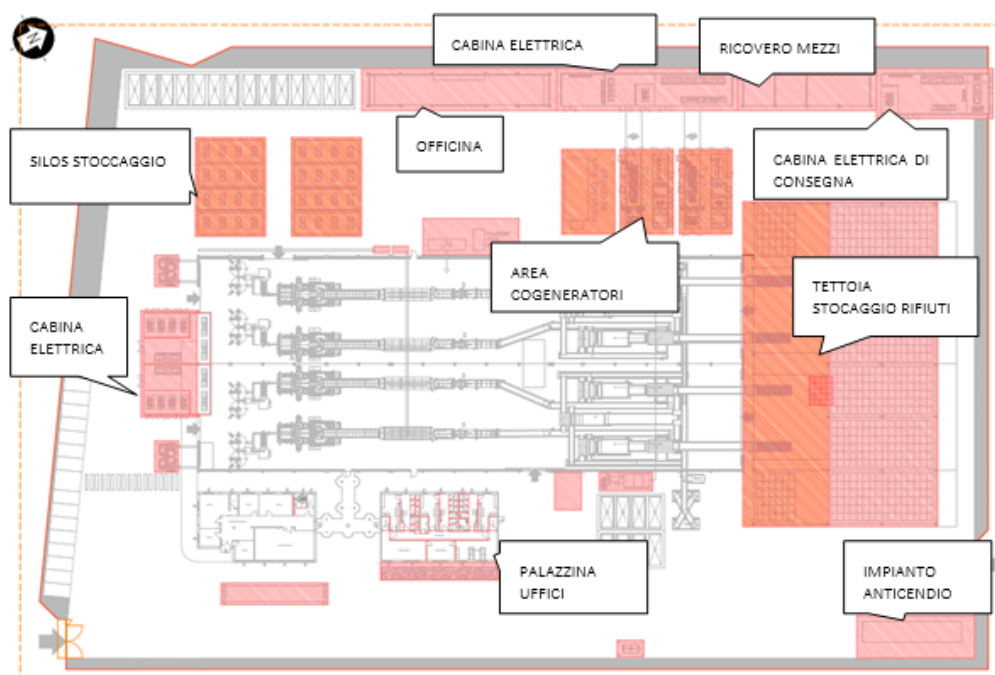 N
CABINA ELETTRICA
RICOVERO MEZZI
OFFICINA
SILOS STOCCAGGIO
CABINA ELETTRICA DI
CONSEGNA
AREA
COGENERATORI
TETTOIA
STOCAGGIO RIFIUTI
CABINA
ELETTRICA
PALAZZINA
UFFICI
IMPIANTO
ANTICENDIO